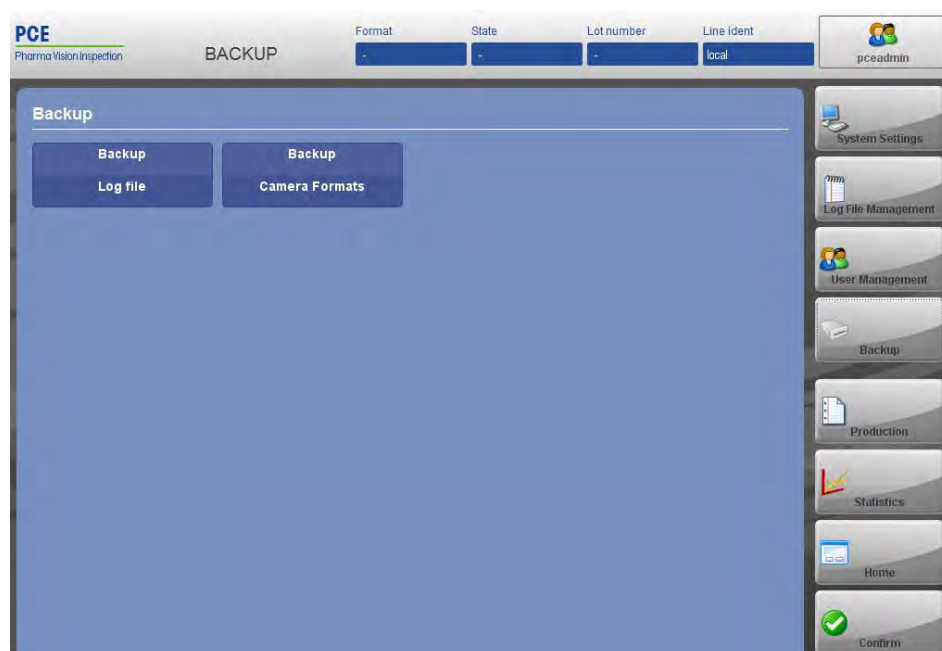 PCE
Pharma Vision Inspection
BACKUP
Format
-
State
-
Lot number
-
Line Ident
local
pceadmin
Backup
Backup
Log file
Backup
Camera Formats
System Settings
Log File Management
User Management
Backup
Production
Statistics
Home
Confirm